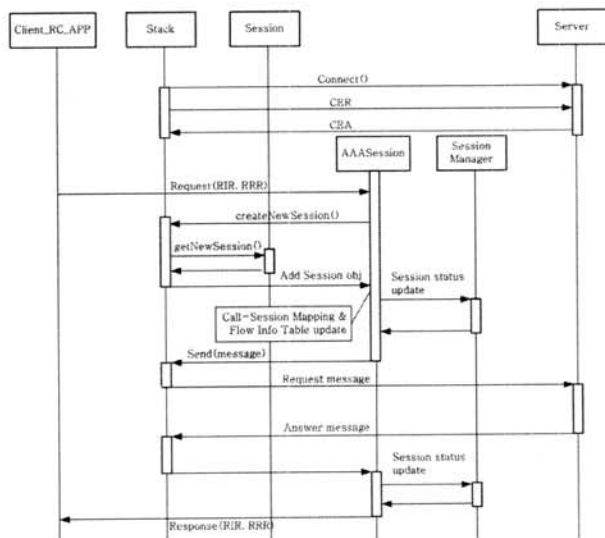 Client_RC_APP
Stack
Session
Server
Connect()
CER
CEA
AAASession
Session
Manager
Request(RIR, RRR)
createNewSession()
getNewSession()
Add Session obj
Session status
update
Call-Session Mapping &
Flow Info Table update
Send(message)
Request message
Answer message
Session status
update
Response(RIR, RRR)